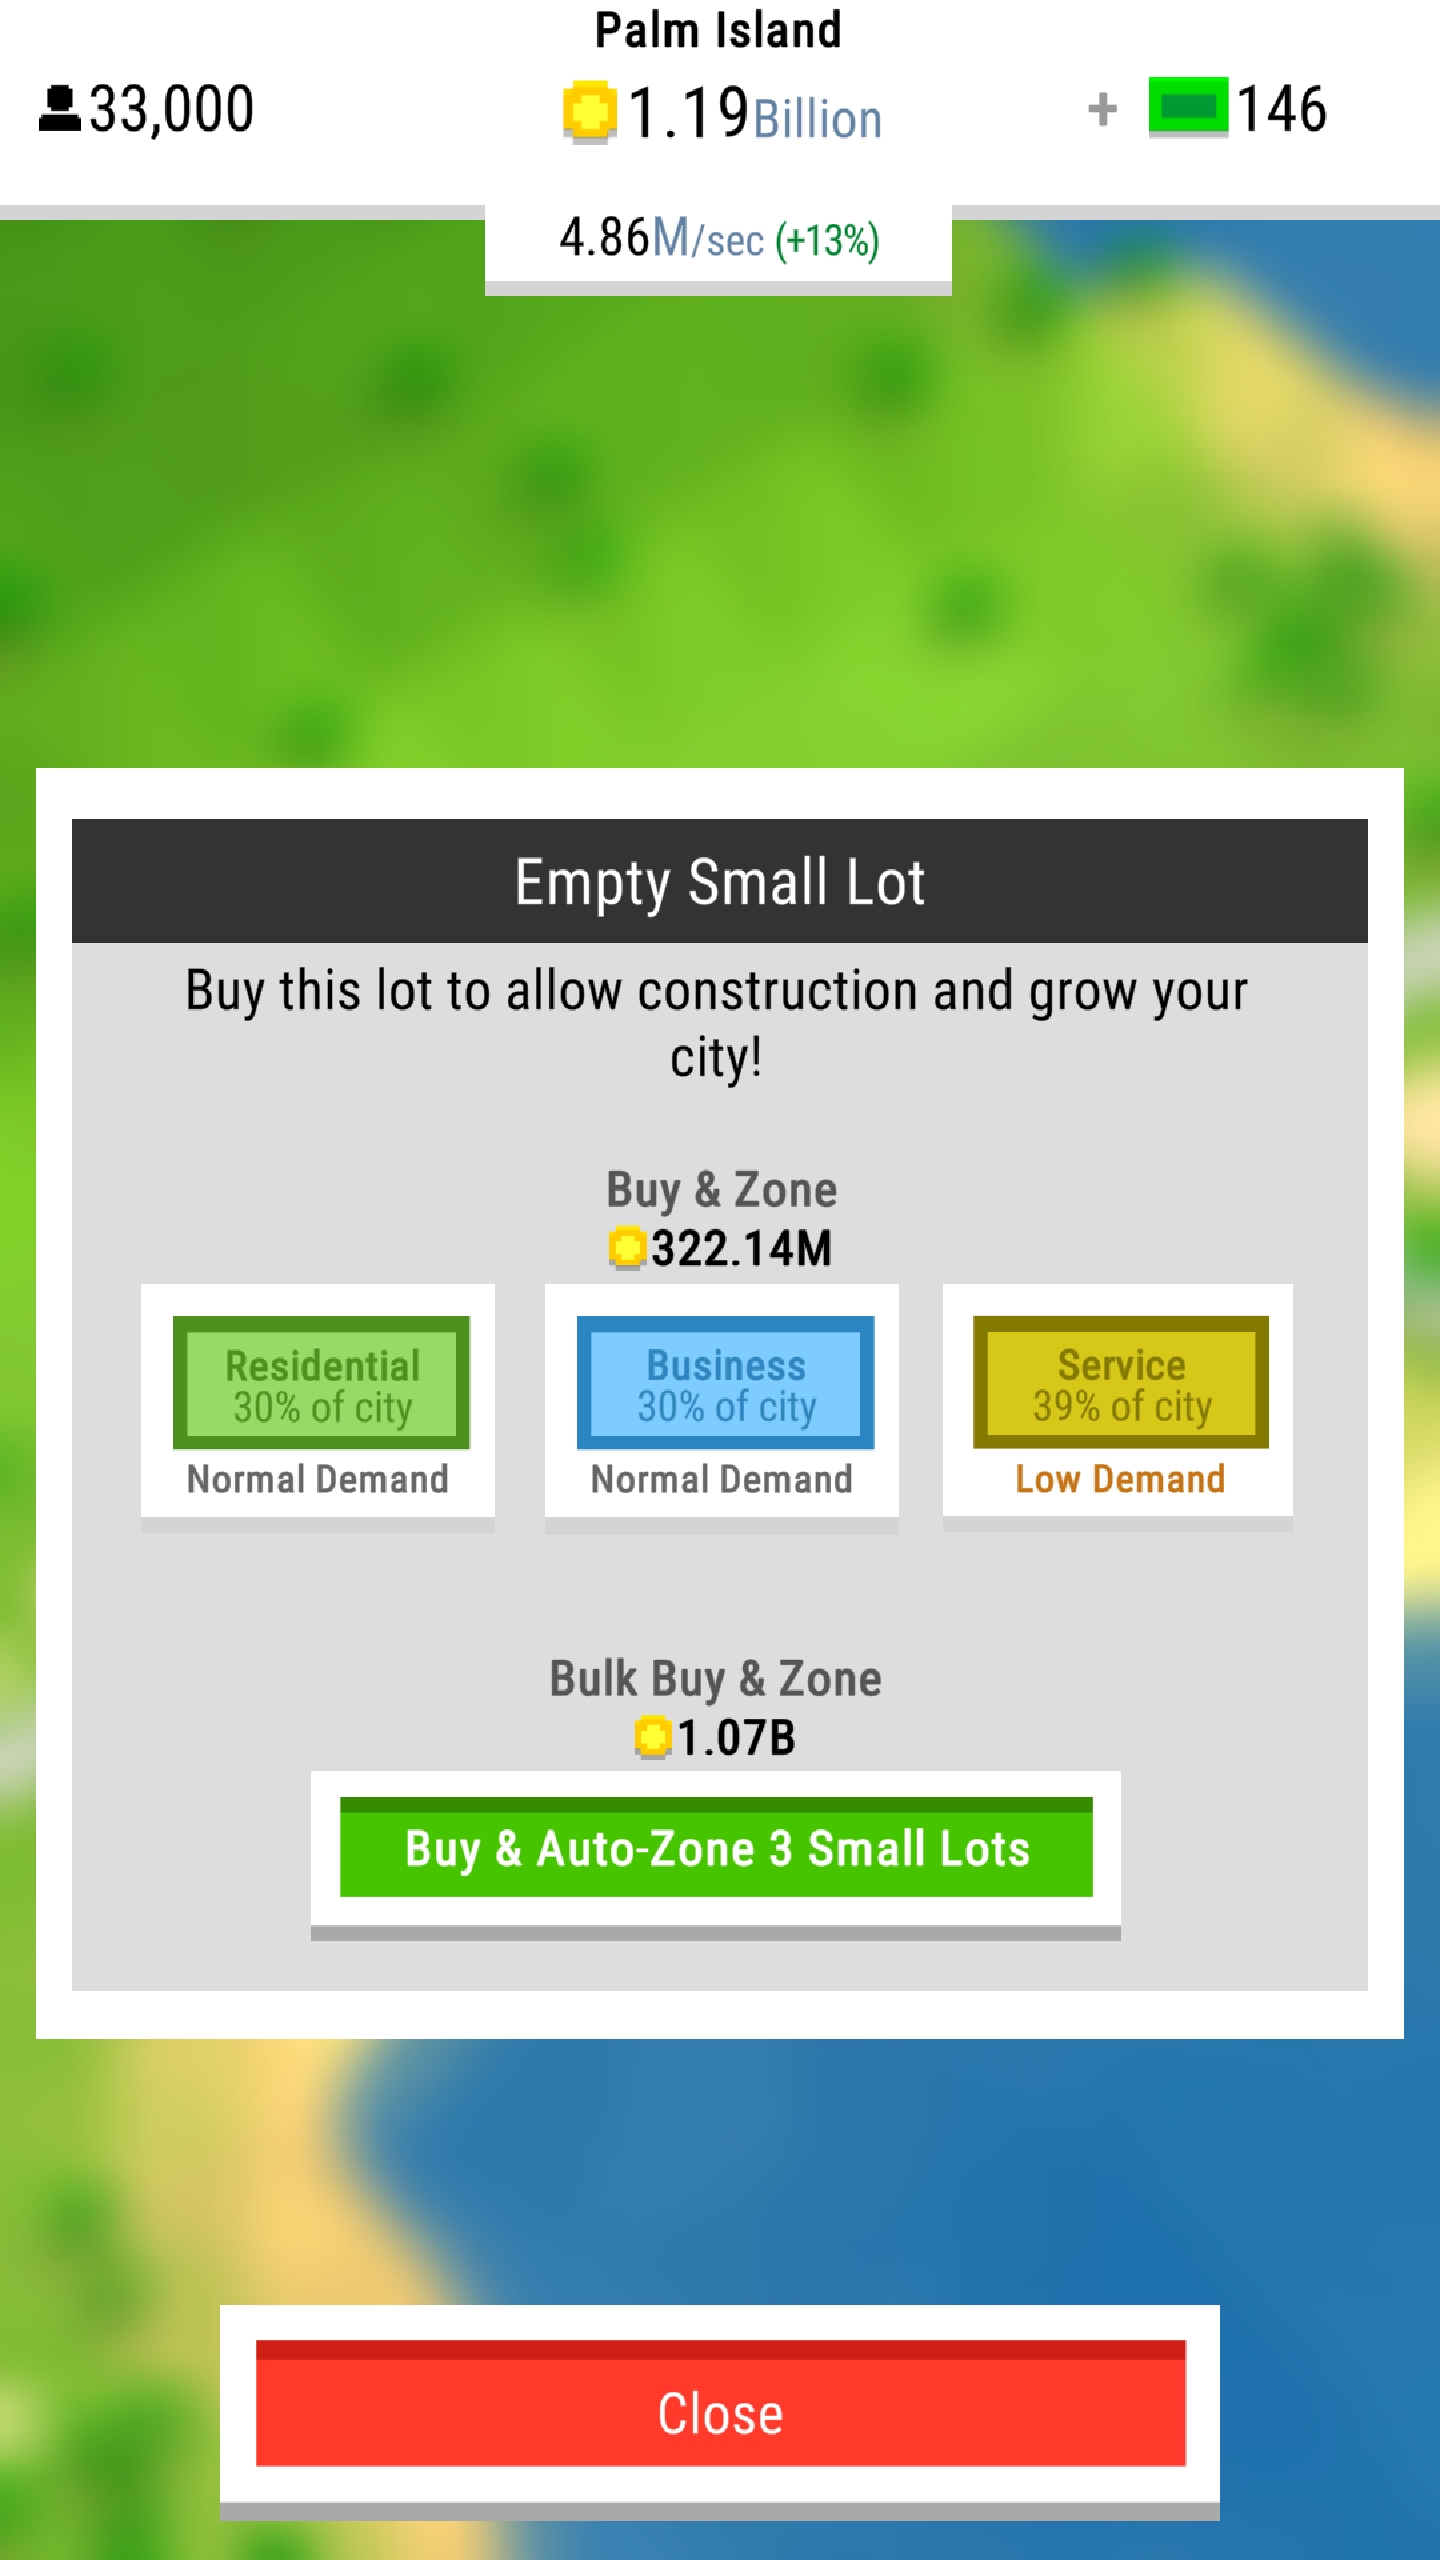 Palm Island
33,000
1.19Billion
+ 146
4.86M/sec (+13%)
Empty Small Lot
Buy this lot to allow construction and grow your
city!
Buy & Zone
322.14M
Residential
30% of city
Normal Demand
Business
30% of city
Normal Demand
Service
39% of city
Low Demand
Bulk Buy & Zone
1.07B
Buy & Auto-Zone 3 Small Lots
Close